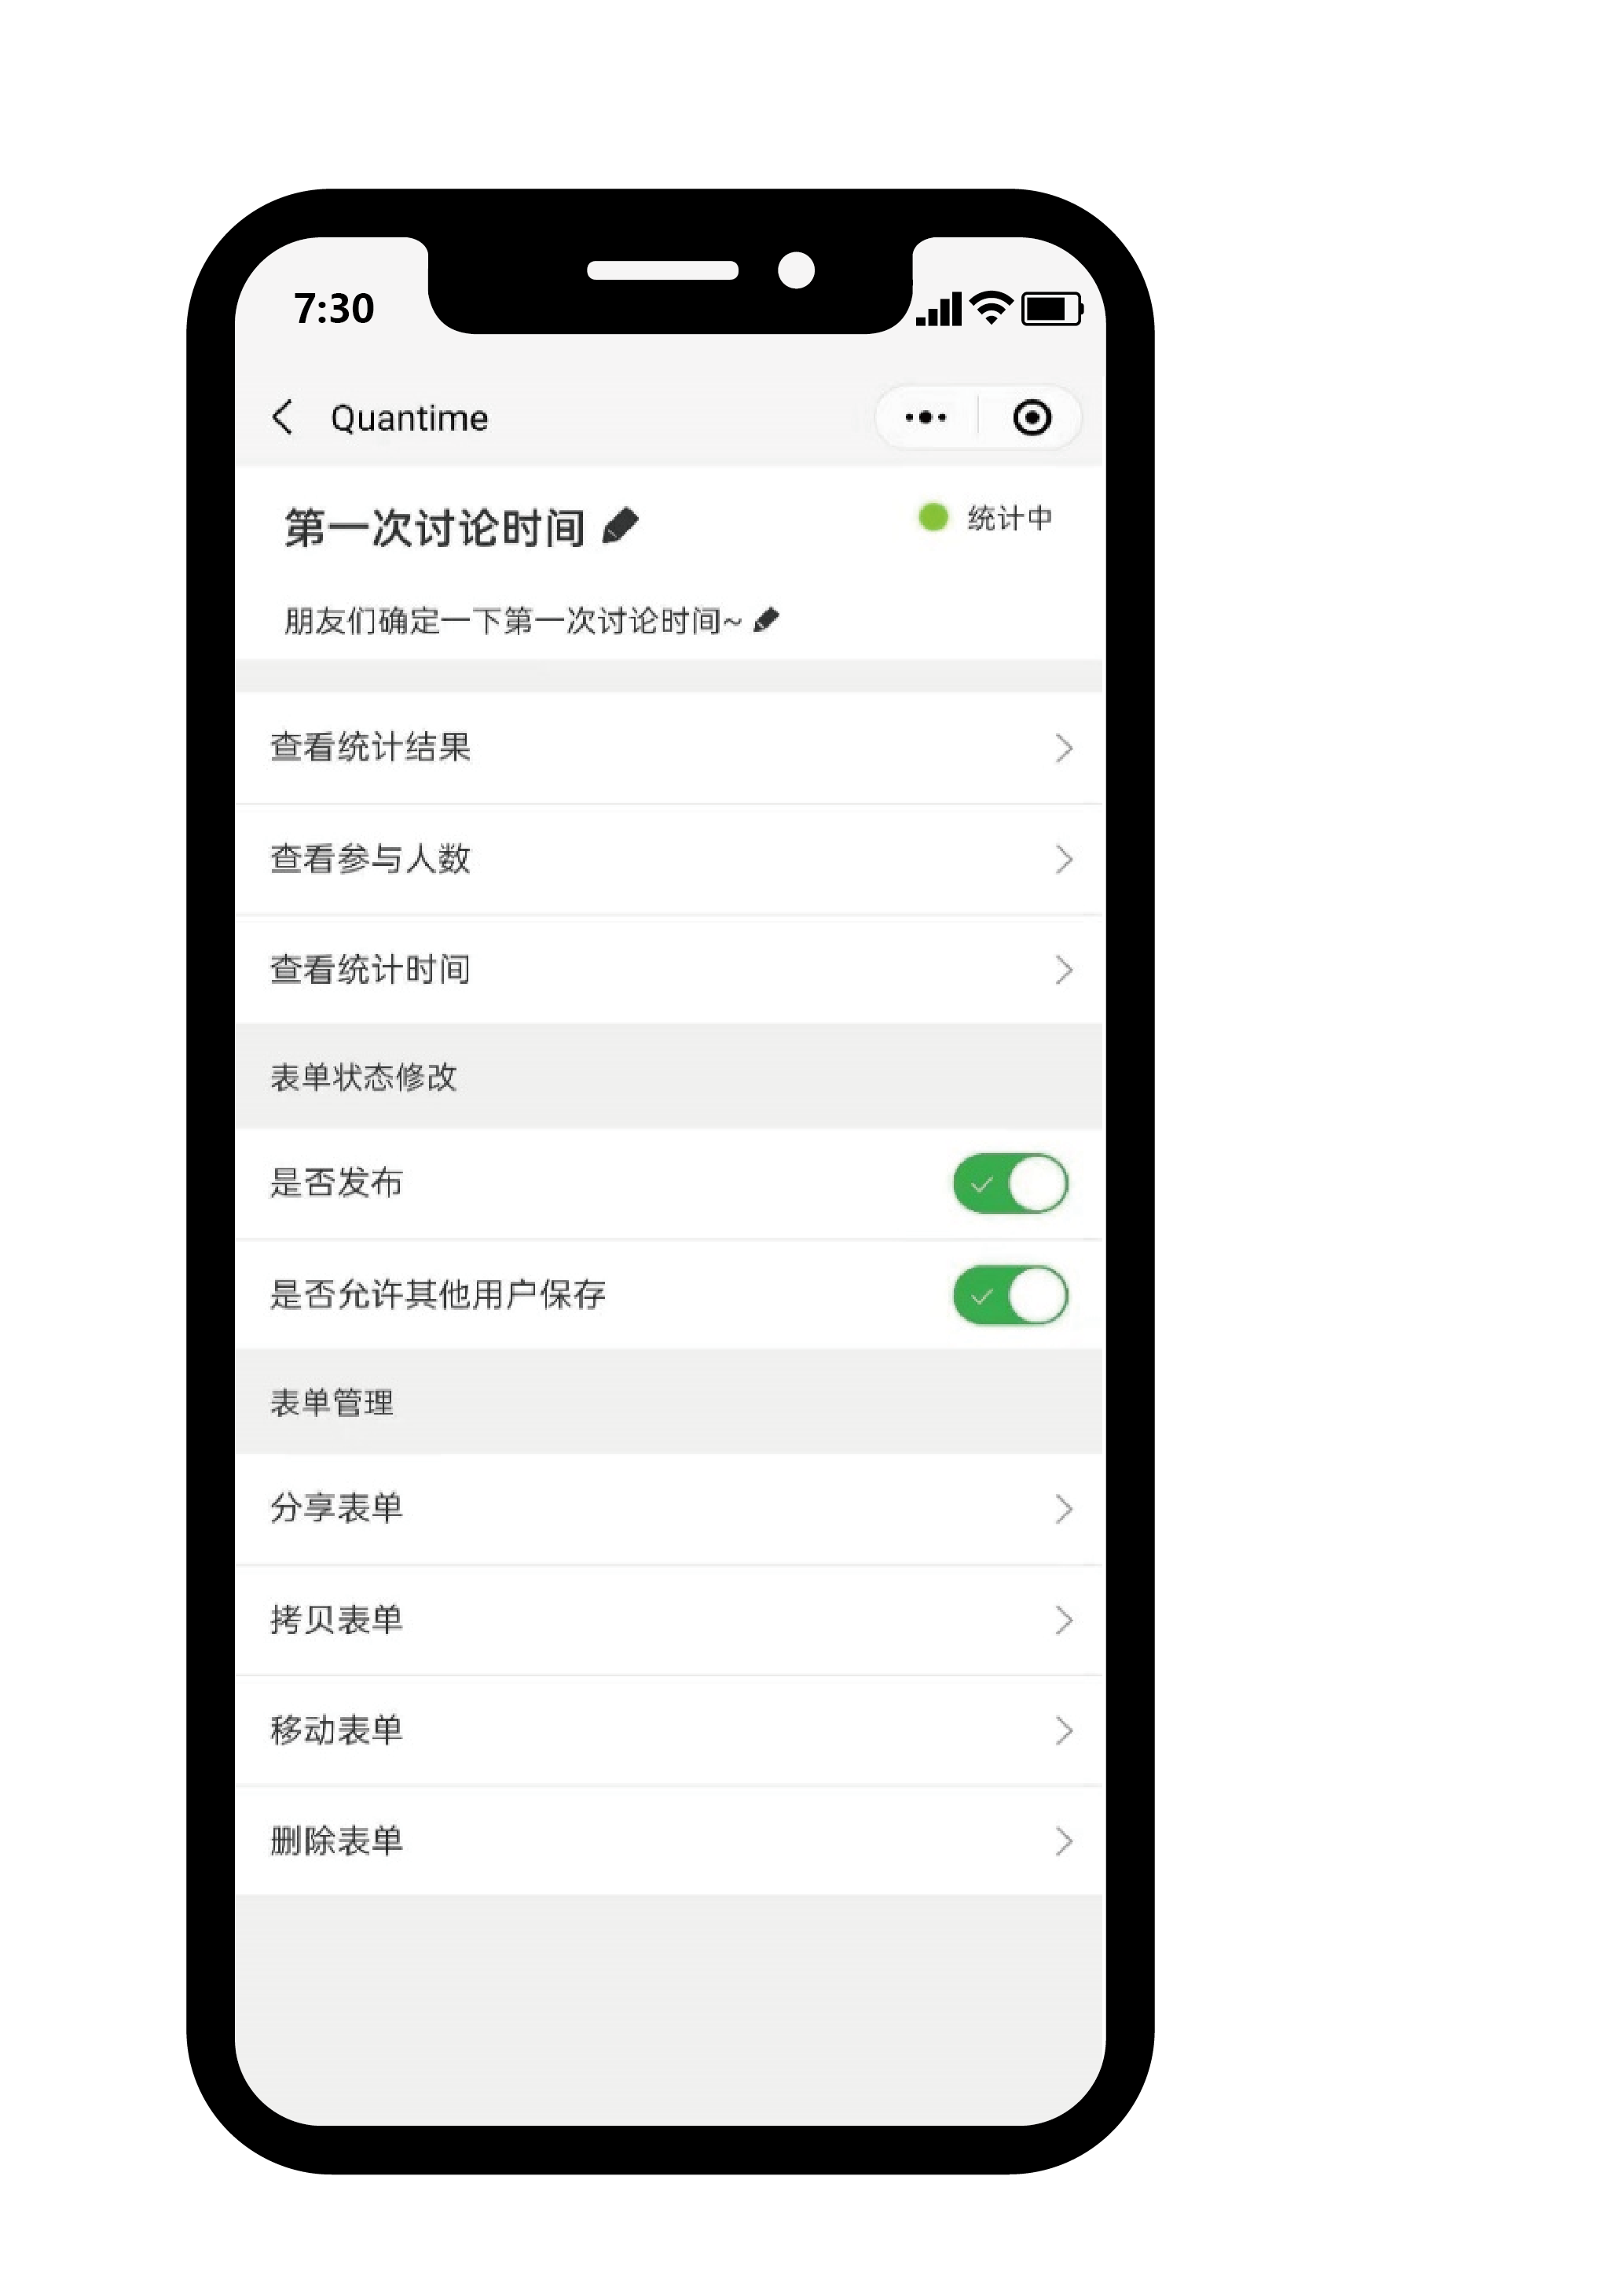 7:30
Quantime
第一次讨论时间
统计中
朋友们确定一下第一次讨论时间~
查看统计结果
查看参与人数
查看统计时间
表单状态修改
是否发布
是否允许其他用户保存
表单管理
分享表单
拷贝表单
移动表单
删除表单